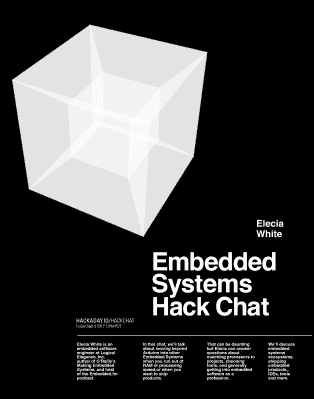 Elecia
White
Embedded
Systems
Hack Chat
HACKADAY.IO/HACKCHAT
Elecia White is an
embedded software
engineer at Logical
Elegance, Inc,
author of O'Reilly's
Making Embedded
Systems, and host
of the Embedded.fm
podcast.
In this chat, we'll talk
about moving beyond
Arduino into other
Embedded Systems
when you run out of
RAM or processing
speed or when you
want to ship
products.
That can be daunting
but Elecia can answer
questions about
matching processors to
projects, choosing
tools, and generally
getting into embedded
software as a
profession.
We'll discuss
embedded
systems
ecosystems,
shipping
embedded
products,
IDEs, tools
and more.